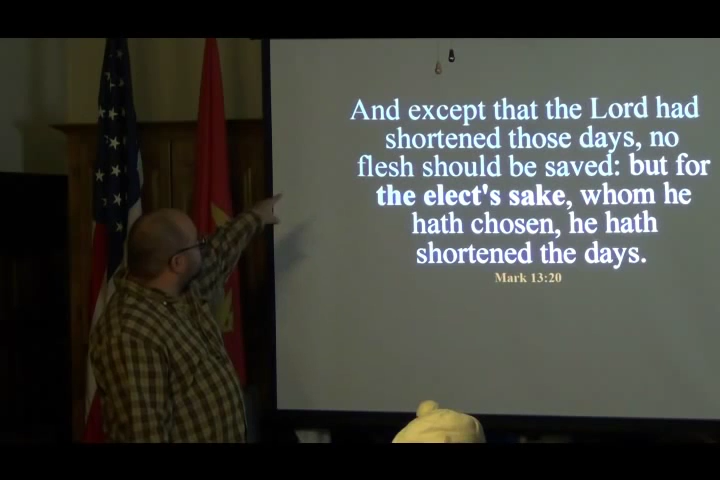 And except that the Lord had
shortened those days, no
flesh should be saved: but for
the elect's sake, whom he
hath chosen, he hath
shortened the days.
Mark 13:20